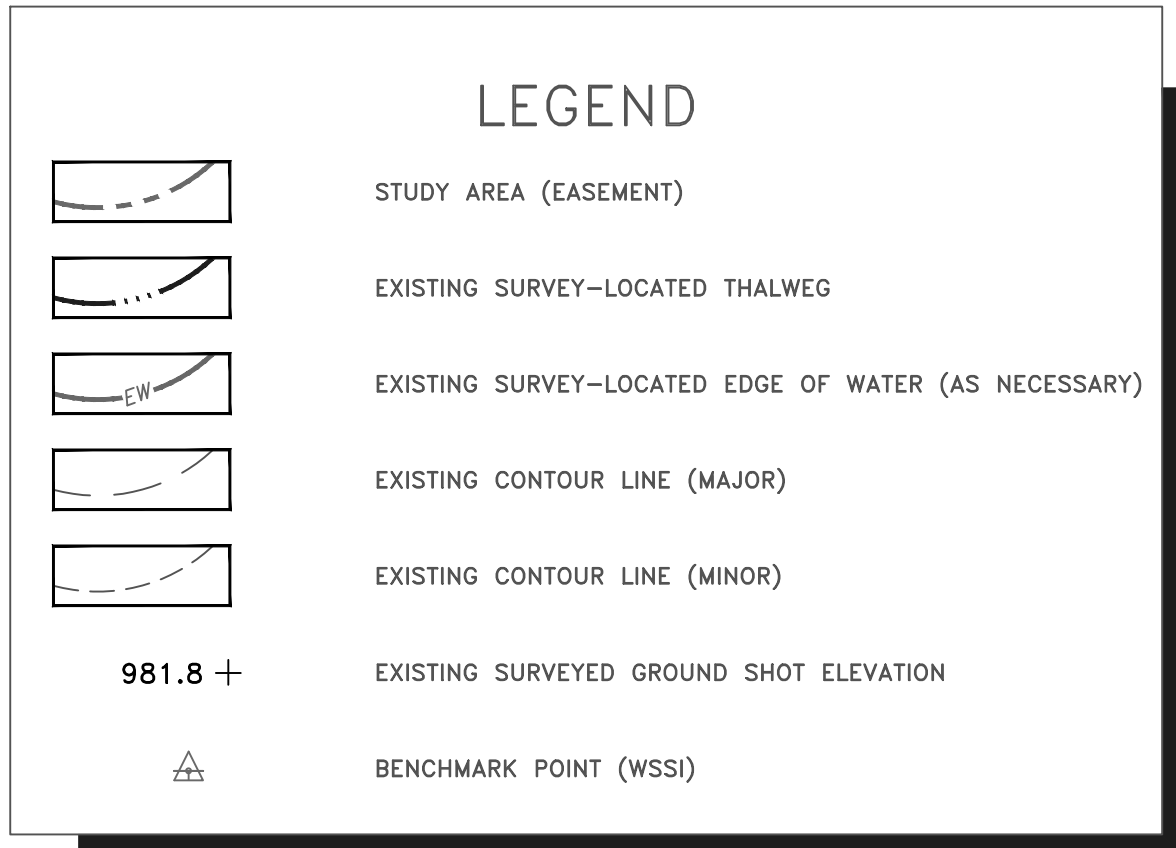 LEGEND
STUDY AREA (EASEMENT)
EXISTING SURVEY-LOCATED THALWEG
EW EXISTING SURVEY-LOCATED EDGE OF WATER (AS NECESSARY)
EXISTING CONTOUR LINE (MAJOR)
EXISTING CONTOUR LINE (MINOR)
981.8 + EXISTING SURVEYED GROUND SHOT ELEVATION
BENCHMARK POINT (WSSI)